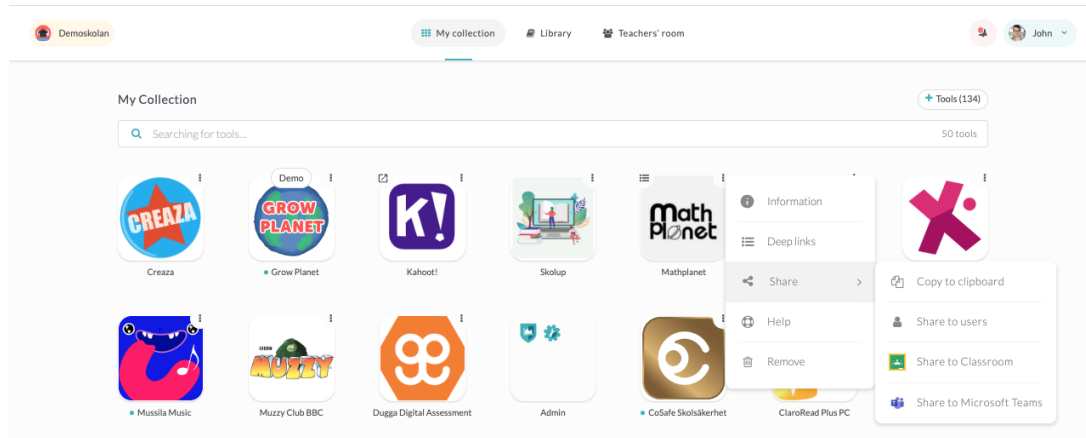 Demoskolan
My collection
Library
Teachers' room
John
My Collection
+ Tools (134)
Searching for tools...
50 tools
Demo
CREAZA
GROW
PLANET
K!
Math
Planet
Creaza
Grow Planet
Kahoot!
Skolup
Mathplanet
Information
Deep links
Share
Help
Remove
Copy to clipboard
Share to users
Share to Classroom
Share to Microsoft Teams
MUZZY
Mussila Music
Muzzy Club BBC
Dugga Digital Assessment
Admin
CoSafe Skolsäkerhet
ClaroRead Plus PC